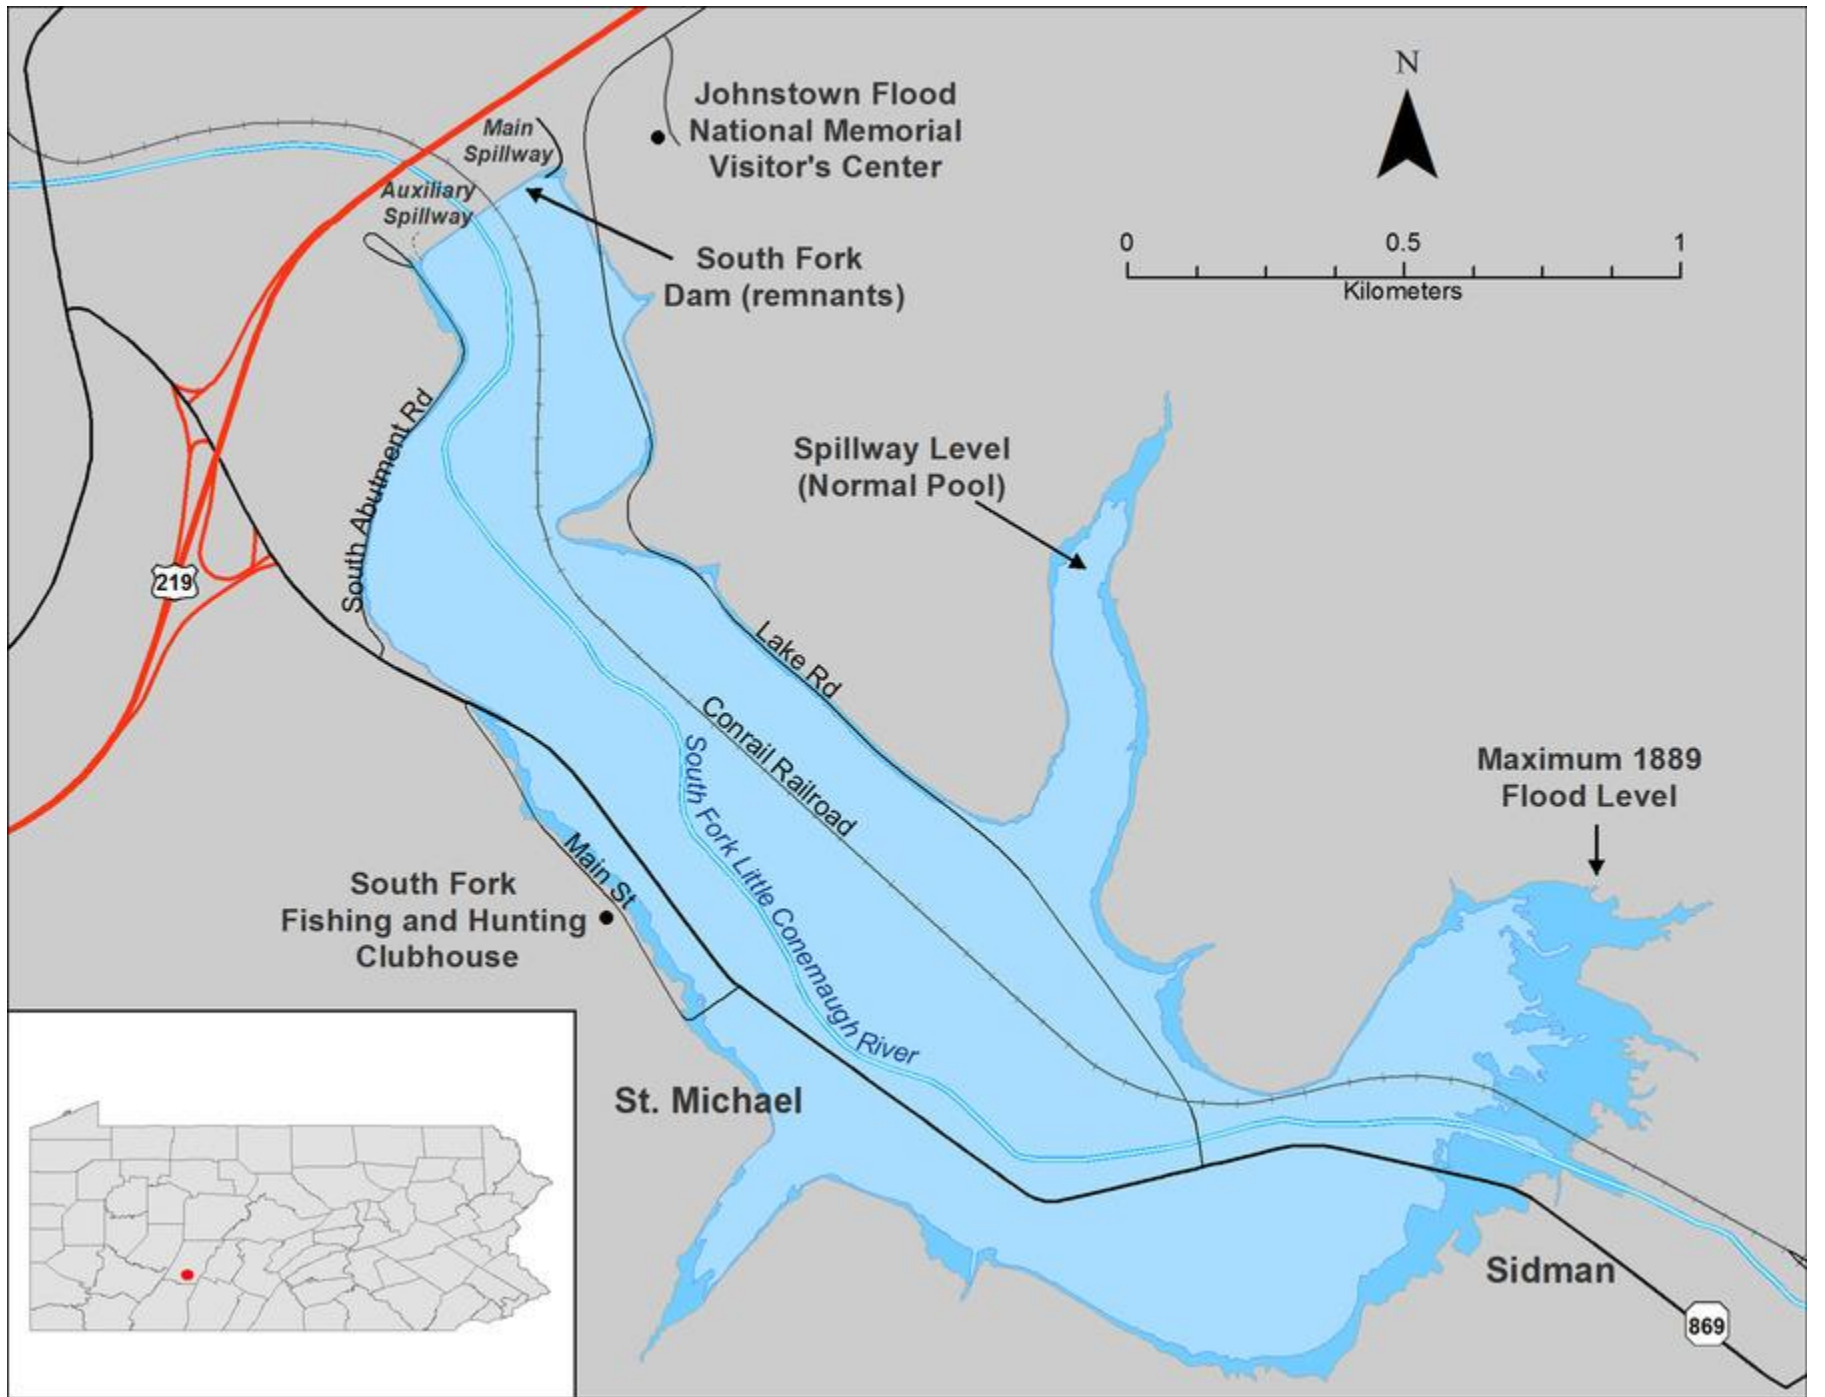 N
Johnstown Flood
National Memorial
Visitor's Center
Main
Spillway
Auxiliary
Spillway
South Fork
Dam (remnants)
0 0.5 1
Kilometers
South Abutment Rd
Spillway Level
(Normal Pool)
219
Lake Rd
Conrail Railroad
South Fork Little Conemaugh River
Maximum 1889
Flood Level
Main St
South Fork
Fishing and Hunting
Clubhouse
St. Michael
Sidman
869